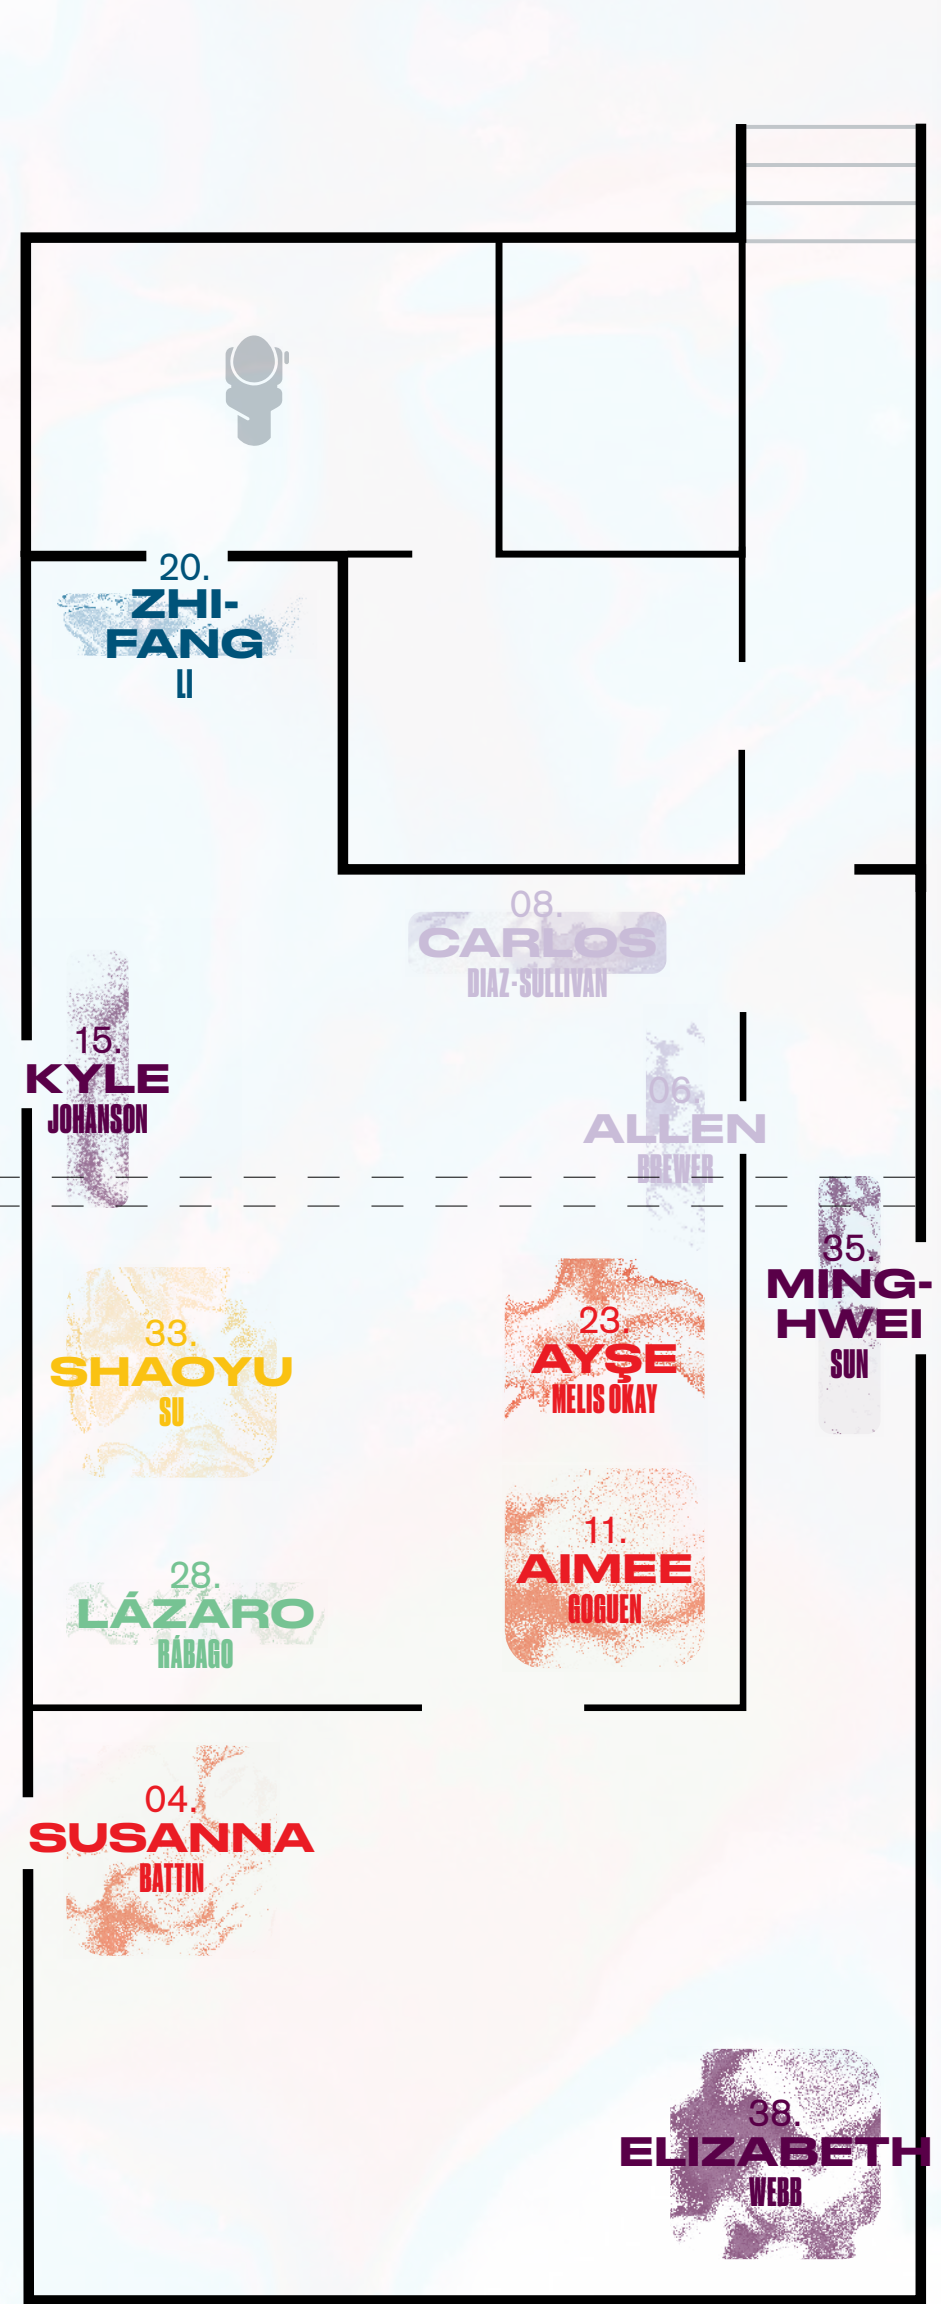 20.
ZHI-
FANG
LI
08.
CARLOS
DIAZ-SULLIVAN
15.
KYLE
JOHANSON
06.
ALLEN
BREWER
35.
MING-
HWEI
SUN
33.
SHAOYU
SU
23.
AYŞE
MELIS OKAY
11.
AIMEE
GOGUEN
28.
LÁZARO
RÁBAGO
04.
SUSANNA
BATTIN
38.
ELIZABETH
WEBB